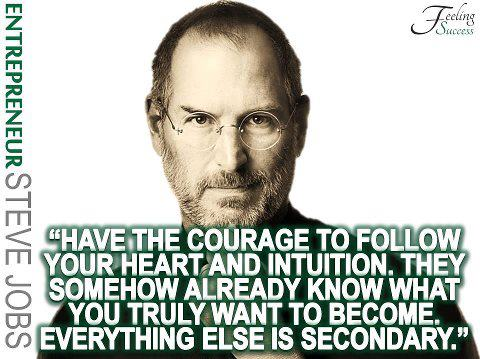 ENTREPRENEUR STEVE JOBS
Feeling
Success
“HAVE THE COURAGE TO FOLLOW
YOUR HEART AND INTUITION. THEY
SOMEHOW ALREADY KNOW WHAT
YOU TRULY WANT TO BECOME.
EVERYTHING ELSE IS SECONDARY.”